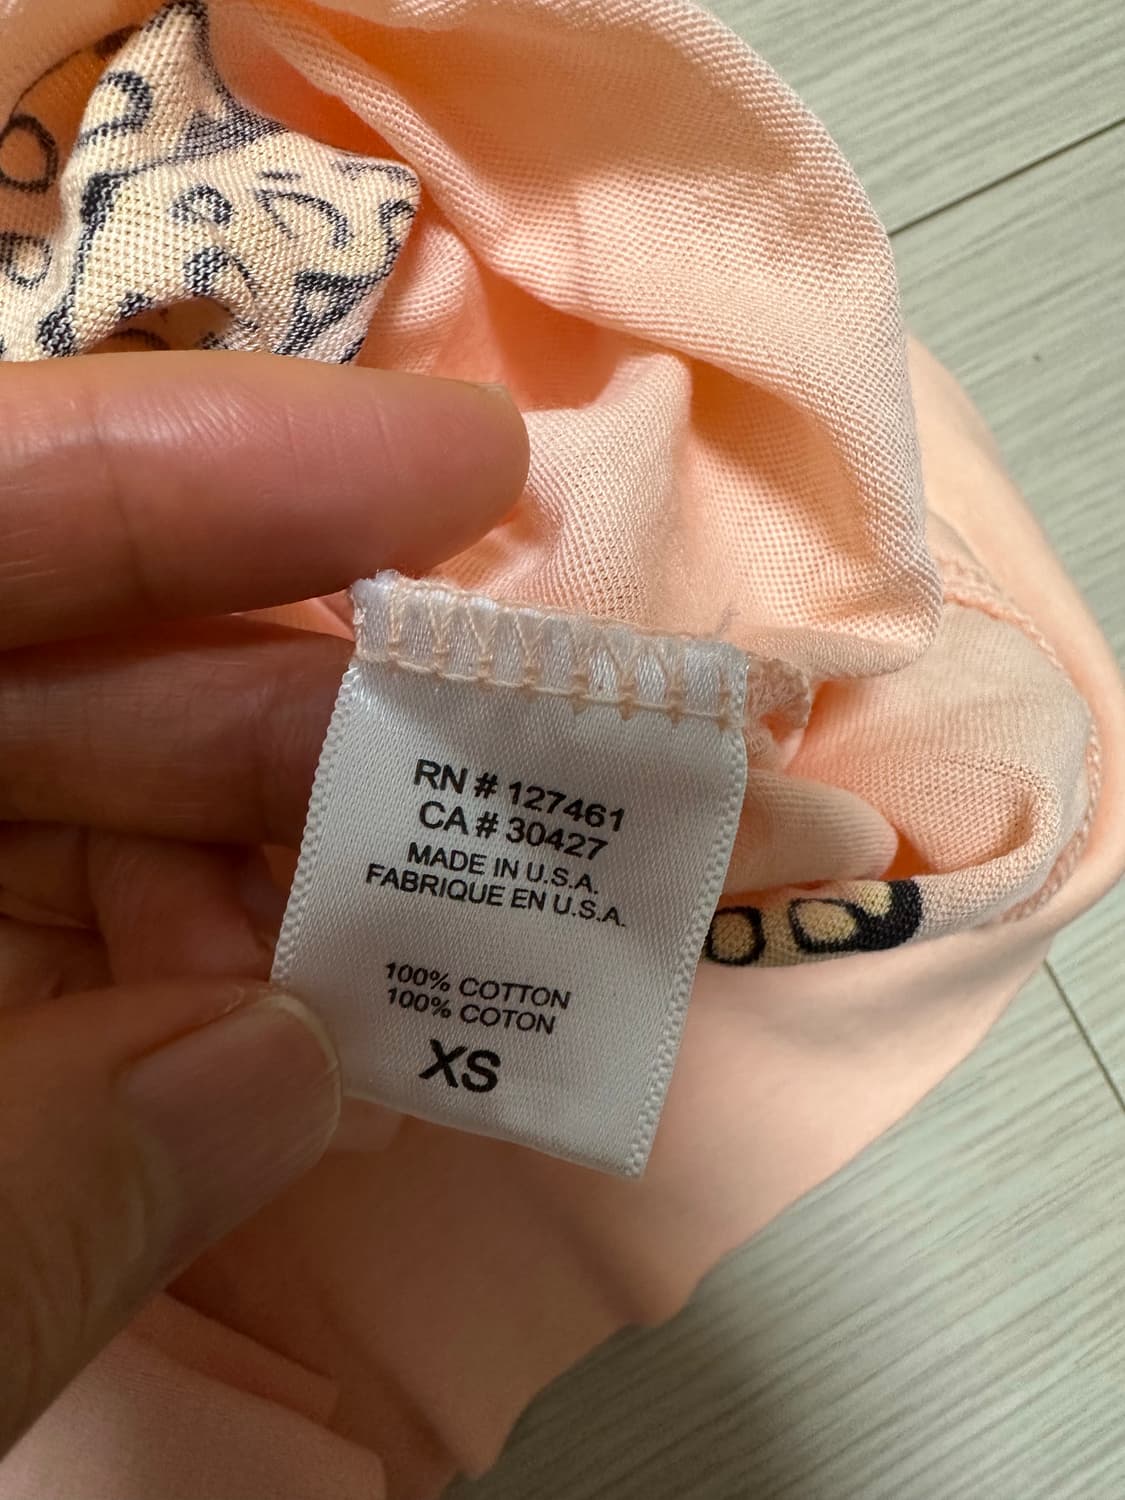 RN # 127461
CA # 30427
MADE IN U.S.A.
FABRIQUE EN U.S.A.
100% COTTON
100% COTON
XS